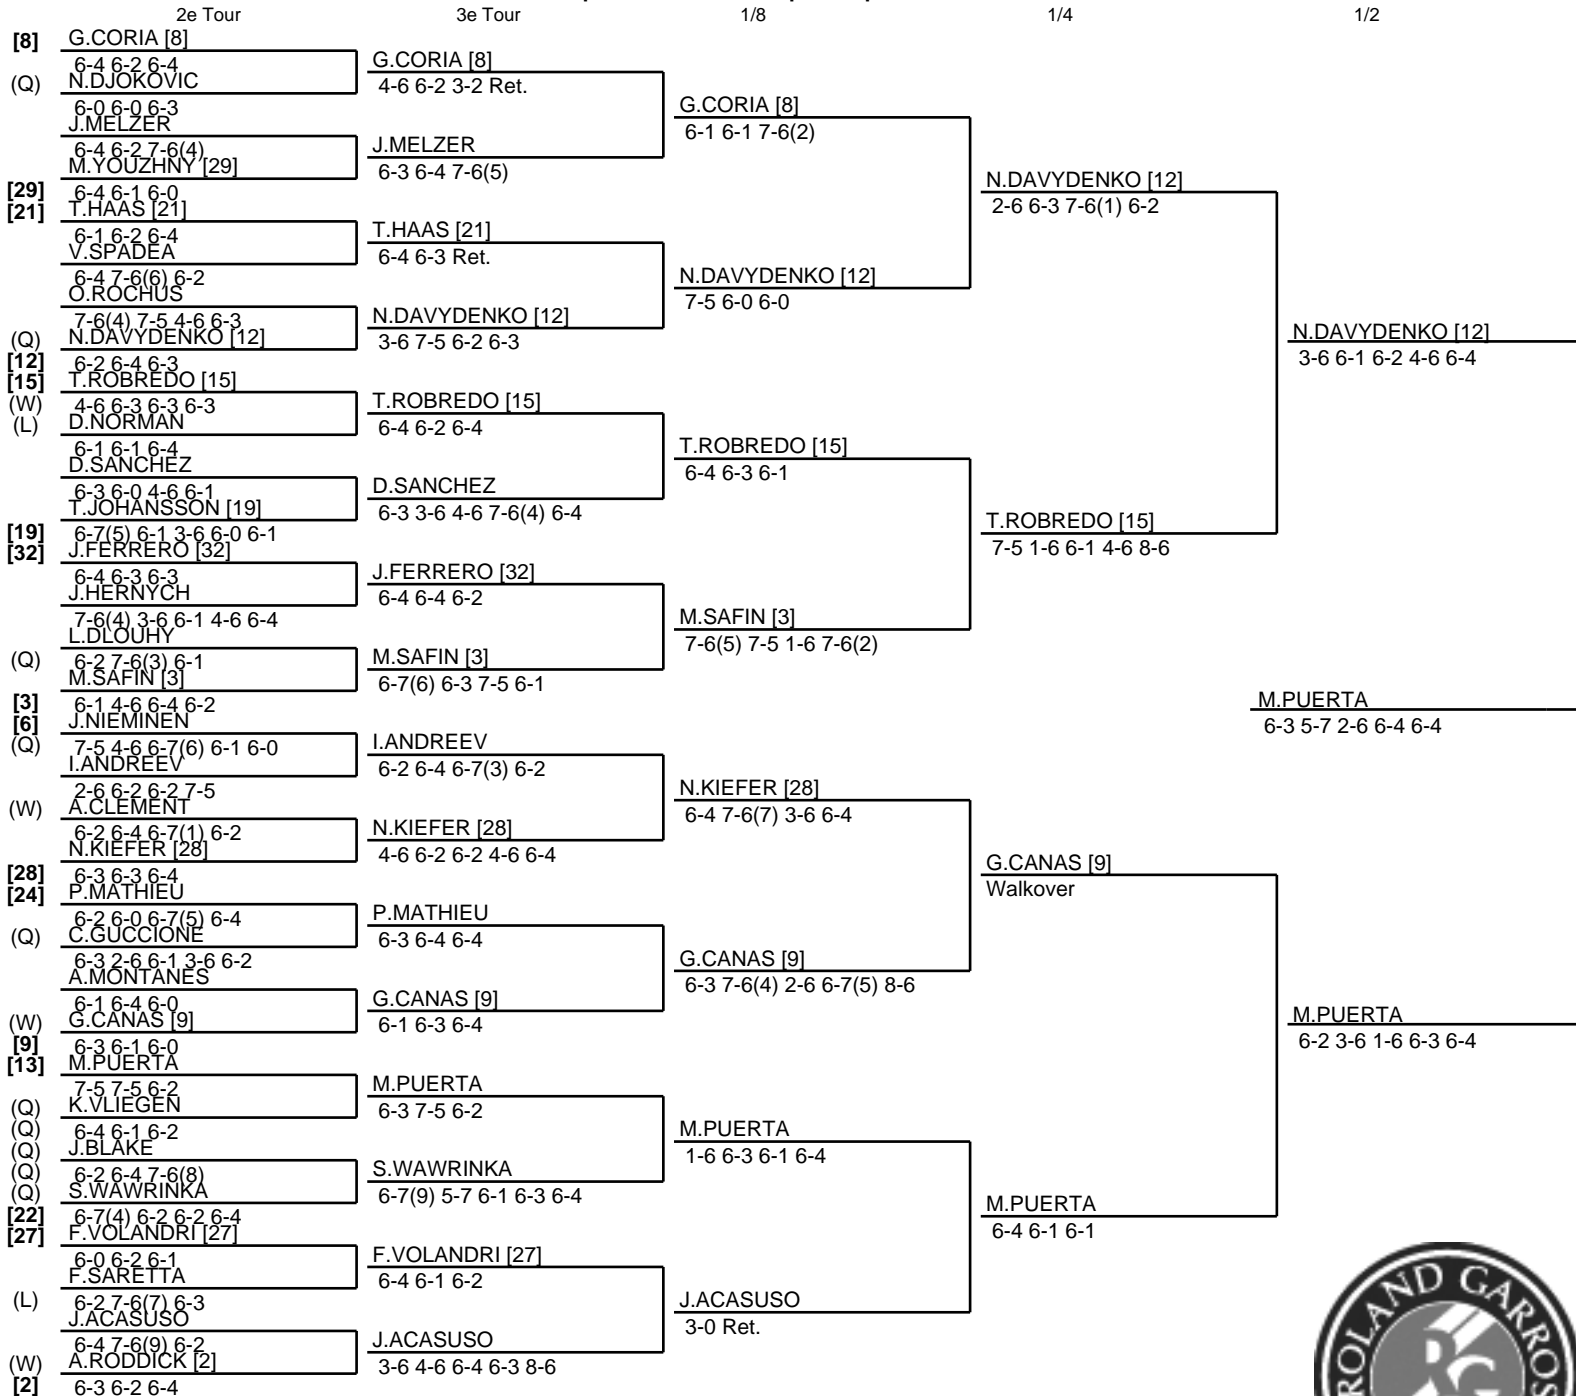 2e Tour 3e Tour 1/8 1/4 1/2
[8] G.CORIA [8]
6-4 6-2 6-4
(Q) N.DJOKOVIC
6-0 6-0 6-3
J.MELZER
6-4 6-2 7-6(4)
M.YOUZHNY [29]
[29] 6-4 6-1 6-0
[21] T.HAAS [21]
6-1 6-2 6-4
V.SPADEA
6-4 7-6(6) 6-2
O.ROCHUS
7-6(4) 7-5 4-6 6-3
(Q) N.DAVYDENKO [12]
[12] 6-2 6-4 6-3
[15] T.ROBREDO [15]
(W) 4-6 6-3 6-3 6-3
(L) D.NORMAN
6-1 6-1 6-4
D.SANCHEZ
6-3 6-0 4-6 6-1
T.JOHANSSON [19]
[19] 6-7(5) 6-1 3-6 6-0 6-1
[32] J.FERRERO [32]
6-4 6-3 6-3
J.HERNYCH
7-6(4) 3-6 6-1 4-6 6-4
L.DLOUHY
(Q) 6-2 7-6(3) 6-1
M.SAFIN [3]
[3] 6-1 4-6 6-4 6-2
[6] J.NIEMINEN
(Q) 7-5 4-6 6-7(6) 6-1 6-0
I.ANDREEV
2-6 6-2 6-2 7-5
(W) A.CLEMENT
6-2 6-4 6-7(1) 6-2
N.KIEFER [28]
[28] 6-3 6-3 6-4
[24] P.MATHIEU
6-2 6-0 6-7(5) 6-4
(Q) C.GUCCIONE
6-3 2-6 6-1 3-6 6-2
A.MONTANES
6-1 6-4 6-0
(W) G.CANAS [9]
[9] 6-3 6-1 6-0
[13] M.PUERTA
7-5 7-5 6-2
(Q) K.VLIEGEN
(Q) 6-4 6-1 6-2
(Q) J.BLAKE
(Q) 6-2 6-4 7-6(8)
(Q) S.WAWRINKA
[22] 6-7(4) 6-2 6-2 6-4
[27] F.VOLANDRI [27]
6-0 6-2 6-1
F.SARETTA
(L) 6-2 7-6(7) 6-3
J.ACASUSO
6-4 7-6(9) 6-2
(W) A.RODDICK [2]
[2] 6-3 6-2 6-4
G.CORIA [8]
4-6 6-2 3-2 Ret.
J.MELZER
6-3 6-4 7-6(5)
T.HAAS [21]
6-4 6-3 Ret.
N.DAVYDENKO [12]
3-6 7-5 6-2 6-3
T.ROBREDO [15]
6-4 6-2 6-4
D.SANCHEZ
6-3 3-6 4-6 7-6(4) 6-4
J.FERRERO [32]
6-4 6-4 6-2
M.SAFIN [3]
6-7(6) 6-3 7-5 6-1
I.ANDREEV
6-2 6-4 6-7(3) 6-2
N.KIEFER [28]
4-6 6-2 6-2 4-6 6-4
P.MATHIEU
6-3 6-4 6-4
G.CANAS [9]
6-1 6-3 6-4
M.PUERTA
6-3 7-5 6-2
S.WAWRINKA
6-7(9) 5-7 6-1 6-3 6-4
F.VOLANDRI [27]
6-4 6-1 6-2
J.ACASUSO
3-6 4-6 6-4 6-3 8-6
G.CORIA [8]
6-1 6-1 7-6(2)
N.DAVYDENKO [12]
7-5 6-0 6-0
T.ROBREDO [15]
6-4 6-3 6-1
M.SAFIN [3]
7-6(5) 7-5 1-6 7-6(2)
N.KIEFER [28]
6-4 7-6(7) 3-6 6-4
G.CANAS [9]
6-3 7-6(4) 2-6 6-7(5) 8-6
M.PUERTA
1-6 6-3 6-1 6-4
J.ACASUSO
3-0 Ret.
N.DAVYDENKO [12]
2-6 6-3 7-6(1) 6-2
T.ROBREDO [15]
7-5 1-6 6-1 4-6 8-6
G.CANAS [9]
Walkover
M.PUERTA
6-4 6-1 6-1
N.DAVYDENKO [12]
3-6 6-1 6-2 4-6 6-4
M.PUERTA
6-2 3-6 1-6 6-3 6-4
M.PUERTA
6-3 5-7 2-6 6-4 6-4
ROLAND GARROS
RG